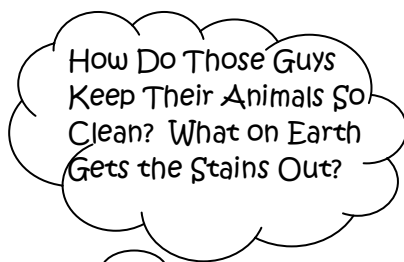 How Do Those Guys
Keep Their Animals So
Clean?  What on Earth
Gets the Stains Out?